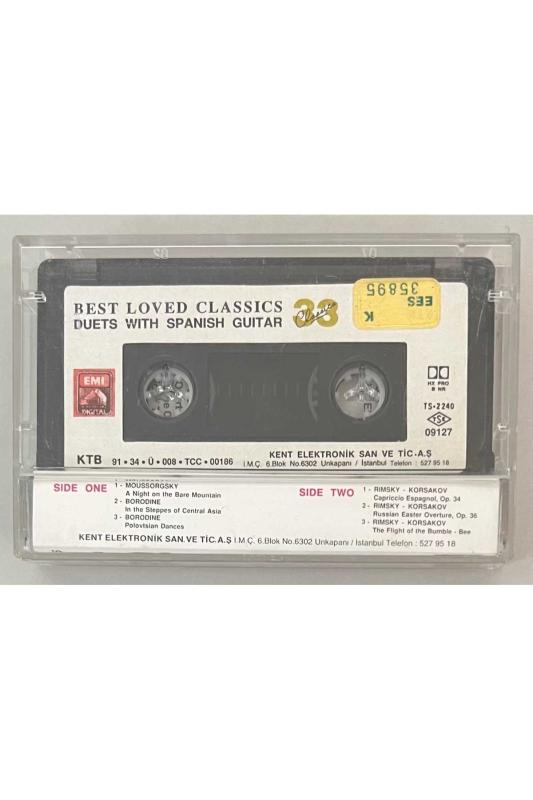 BEST LOVED CLASSICS 33
DUETS WITH SPANISH GUITAR Classic
EES
35895
K
EMI
DIGITAL
HX PRO
B NR
TS-2240
TSE
09127
KTB 91・34・Ü・008・TCC・00186
KENT ELEKTRONİK SAN VE TİC.A.Ş
İ.M.Ç. 6.Blok No.6302 Unkapanı / İstanbul Telefon : 527 95 18
SIDE ONE
1 - MOUSSORGSKY
A Night on the Bare Mountain
2 - BORODINE
In the Steppes of Central Asia
3 - BORODINE
Polovtsian Dances
SIDE TWO
1 - RIMSKY - KORSAKOV
Capriccio Espagnol, Op. 34
2 - RIMSKY - KORSAKOV
Russian Easter Overture, Op. 36
3 - RIMSKY - KORSAKOV
The Flight of the Bumble - Bee
KENT ELEKTRONİK SAN.VE TİC.A.Ş İ.M.Ç. 6.Blok No.6302 Unkapanı / İstanbul Telefon : 527 95 18